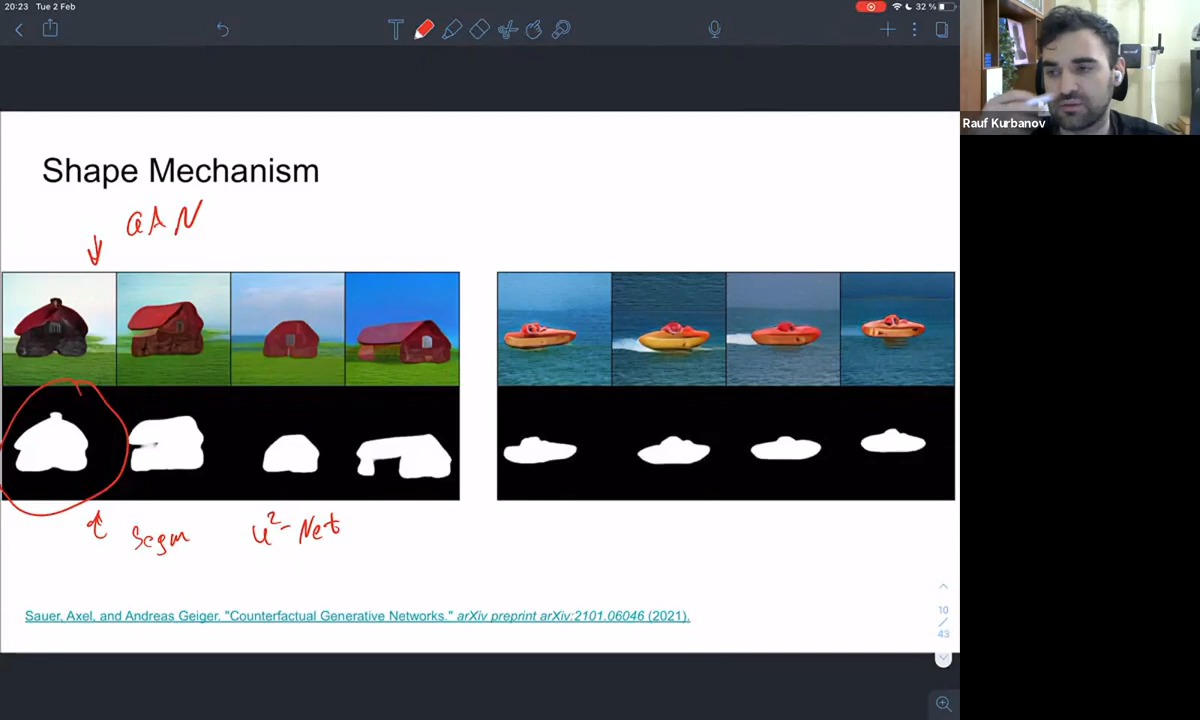 20:23 Tue 2 Feb
32 %
T
Rauf Kurbanov
Shape Mechanism
GAN
Segm
U²-Net
Sauer, Axel, and Andreas Geiger. "Counterfactual Generative Networks." arXiv preprint arXiv:2101.06046 (2021).
10
/
43